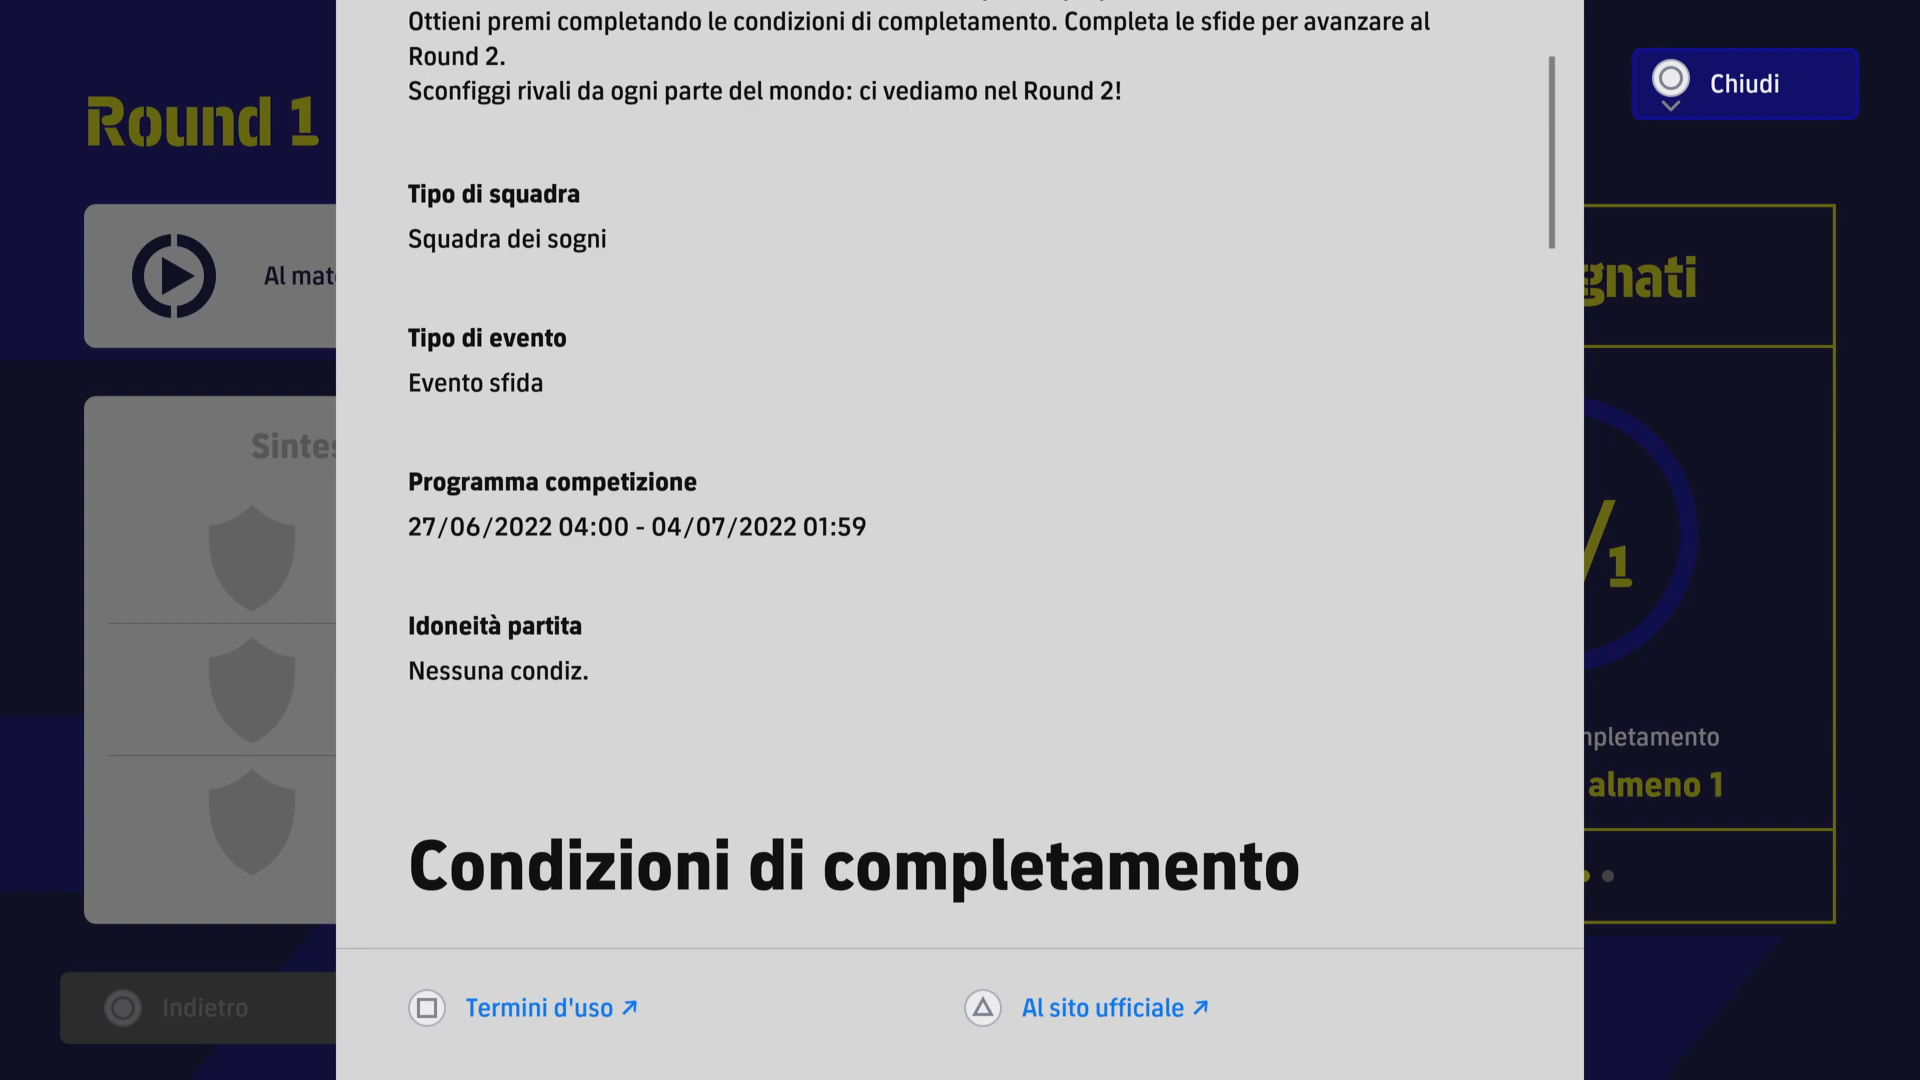 Ottieni premi completando le condizioni di completamento. Completa le sfide per avanzare al
Round 2.
Sconfiggi rivali da ogni parte del mondo: ci vediamo nel Round 2!
Chiudi
Round 1
Tipo di squadra
Squadra dei sogni
Al mat
gnati
Tipo di evento
Evento sfida
Sintes
Programma competizione
27/06/2022 04:00 - 04/07/2022 01:59
/1
Idoneità partita
Nessuna condiz.
mpletamento
almeno 1
Condizioni di completamento
Indietro
Termini d'uso
Al sito ufficiale